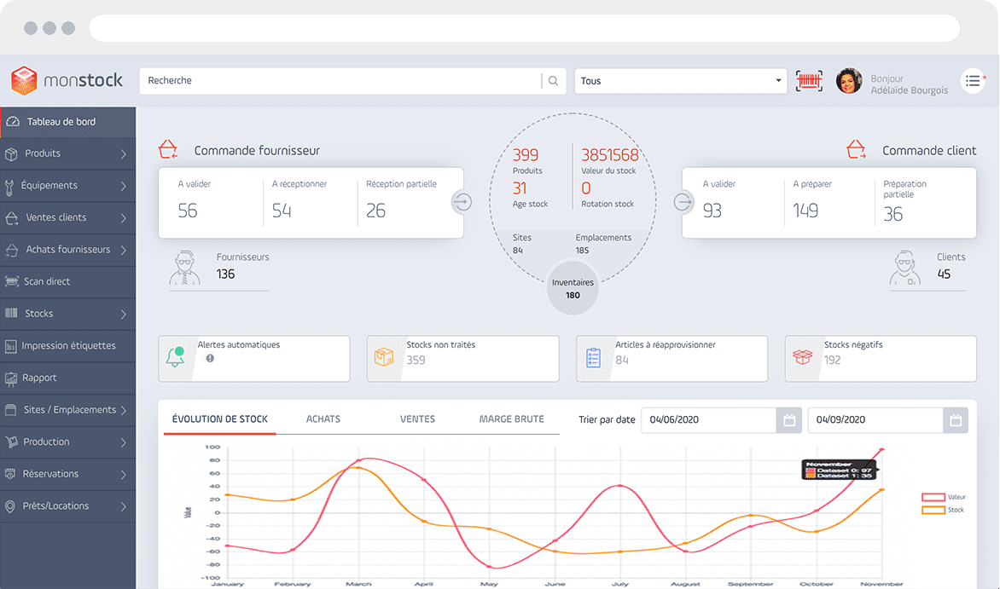 monstock
Recherche
Tous
Bonjour
Adélaïde Bourgois
Tableau de bord
Produits
Équipements
Ventes clients
Achats fournisseurs
Scan direct
Stocks
Impression étiquettes
Rapport
Sites / Emplacements
Production
Réservations
Prêts/Locations
Commande fournisseur
A valider
56
A réceptionner
54
Réception partielle
26
Fournisseurs
136
399
Produits
31
Age stock
3851568
Valeur du stock
0
Rotation stock
Sites
84
Emplacements
185
Inventaires
180
Commande client
A valider
93
A préparer
149
Préparation
partielle
36
Clients
45
Alertes automatiques
Stocks non traités
359
Articles à réapprovisionner
84
Stocks négatifs
192
ÉVOLUTION DE STOCK
ACHATS
VENTES
MARGE BRUTE
Trier par date
04/06/2020
04/09/2020
Value
100
80
60
40
20
0
-20
-40
-60
-80
-100
January
February
March
April
May
June
July
August
September
October
November
November
Dataset 0: 97
Dataset 1: 35
Valeur
Stock